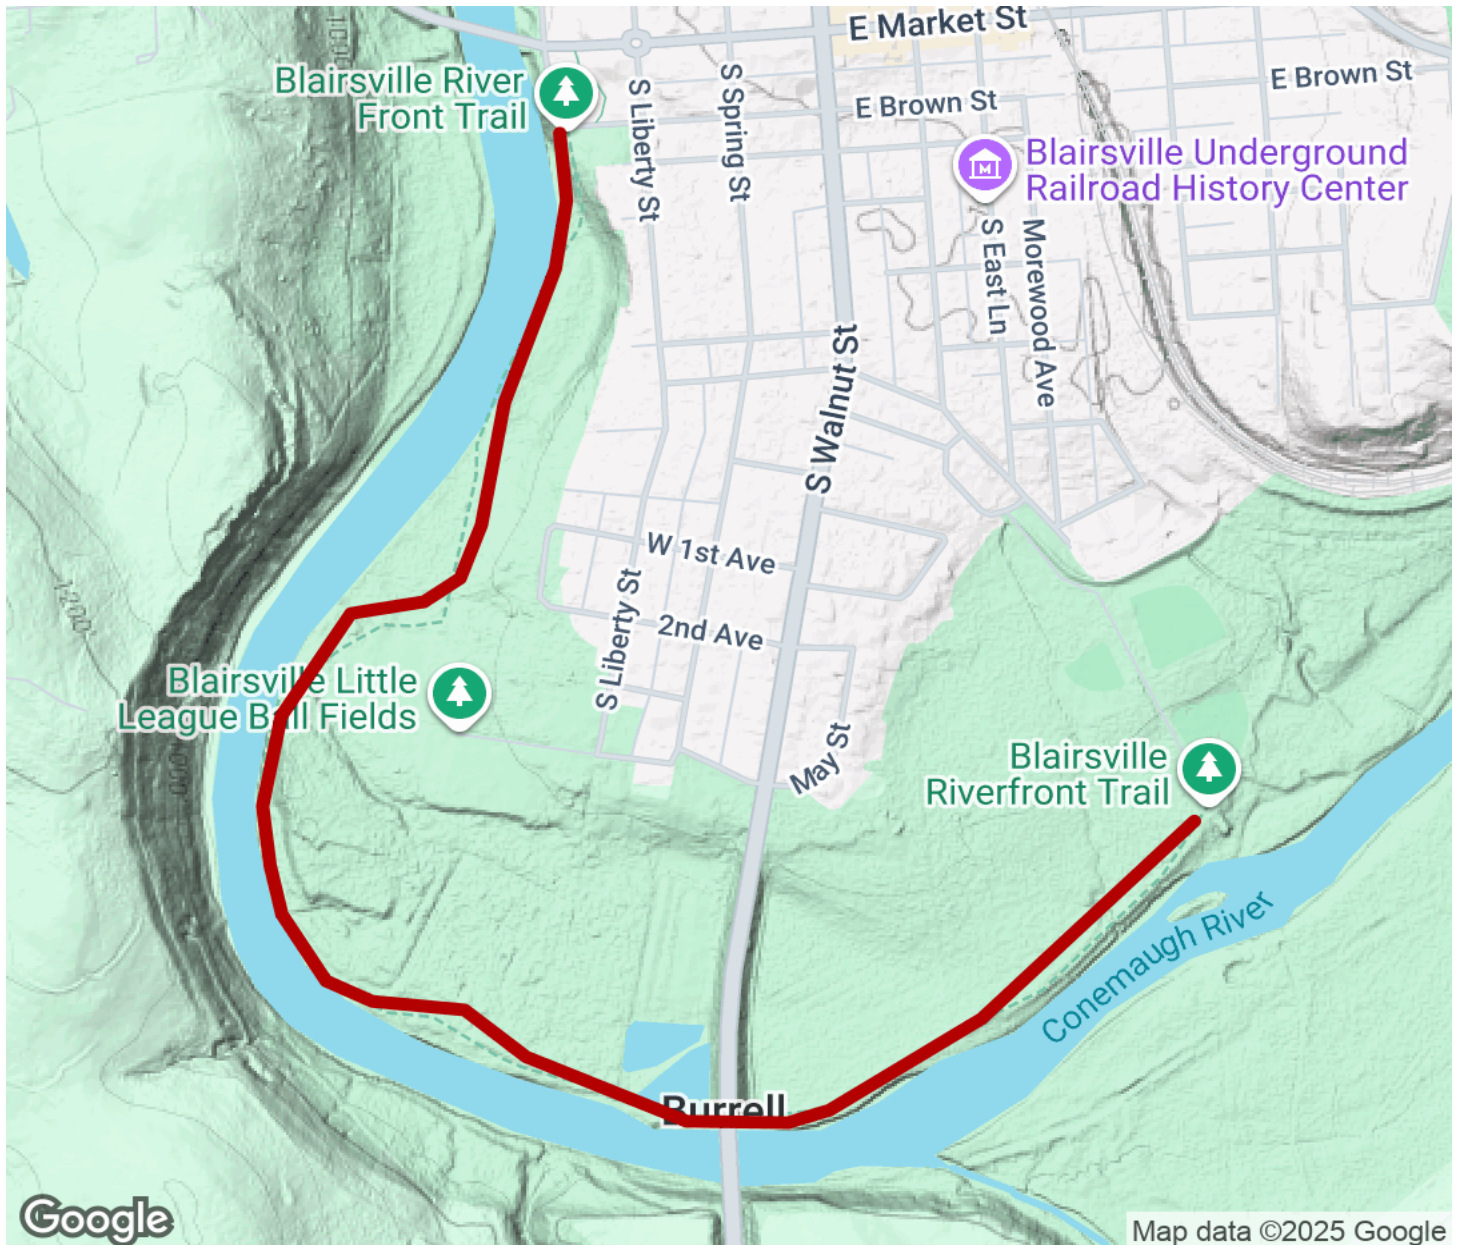 E Market St
Blairsville River
Front Trail
E Brown St
E Brown St
S Liberty St
S Spring St
Blairsville Underground
Railroad History Center
S East Ln
Morewood Ave
S Walnut St
W 1st Ave
S Liberty St
2nd Ave
1200
Blairsville Little
League Ball Fields
May St
Blairsville
Riverfront Trail
Conemaugh River
Burrell
Google
Map data ©2025 Google